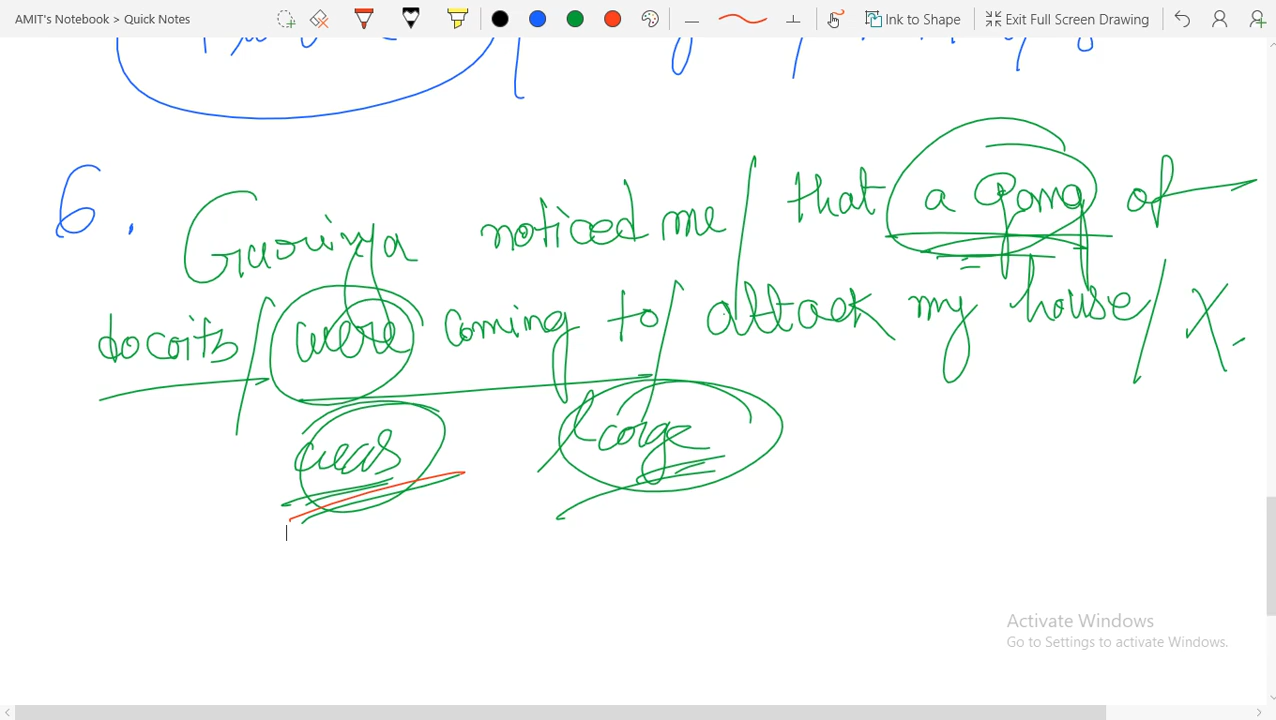 AMIT's Notebook > Quick Notes
Ink to Shape
Exit Full Screen Drawing
6. Guoriya noticed me / that a Gang of
docoits / were coming to / attack my house / X.
was large
Activate Windows
Go to Settings to activate Windows.